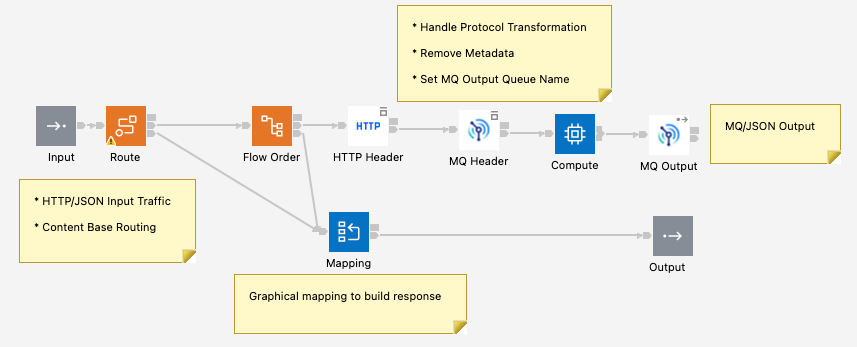 * Handle Protocol Transformation
* Remove Metadata
* Set MQ Output Queue Name
HTTP
MQ/JSON Output
Input
Route
Flow Order
HTTP Header
MQ Header
Compute
MQ Output
* HTTP/JSON Input Traffic
* Content Base Routing
Mapping
Output
Graphical mapping to build response